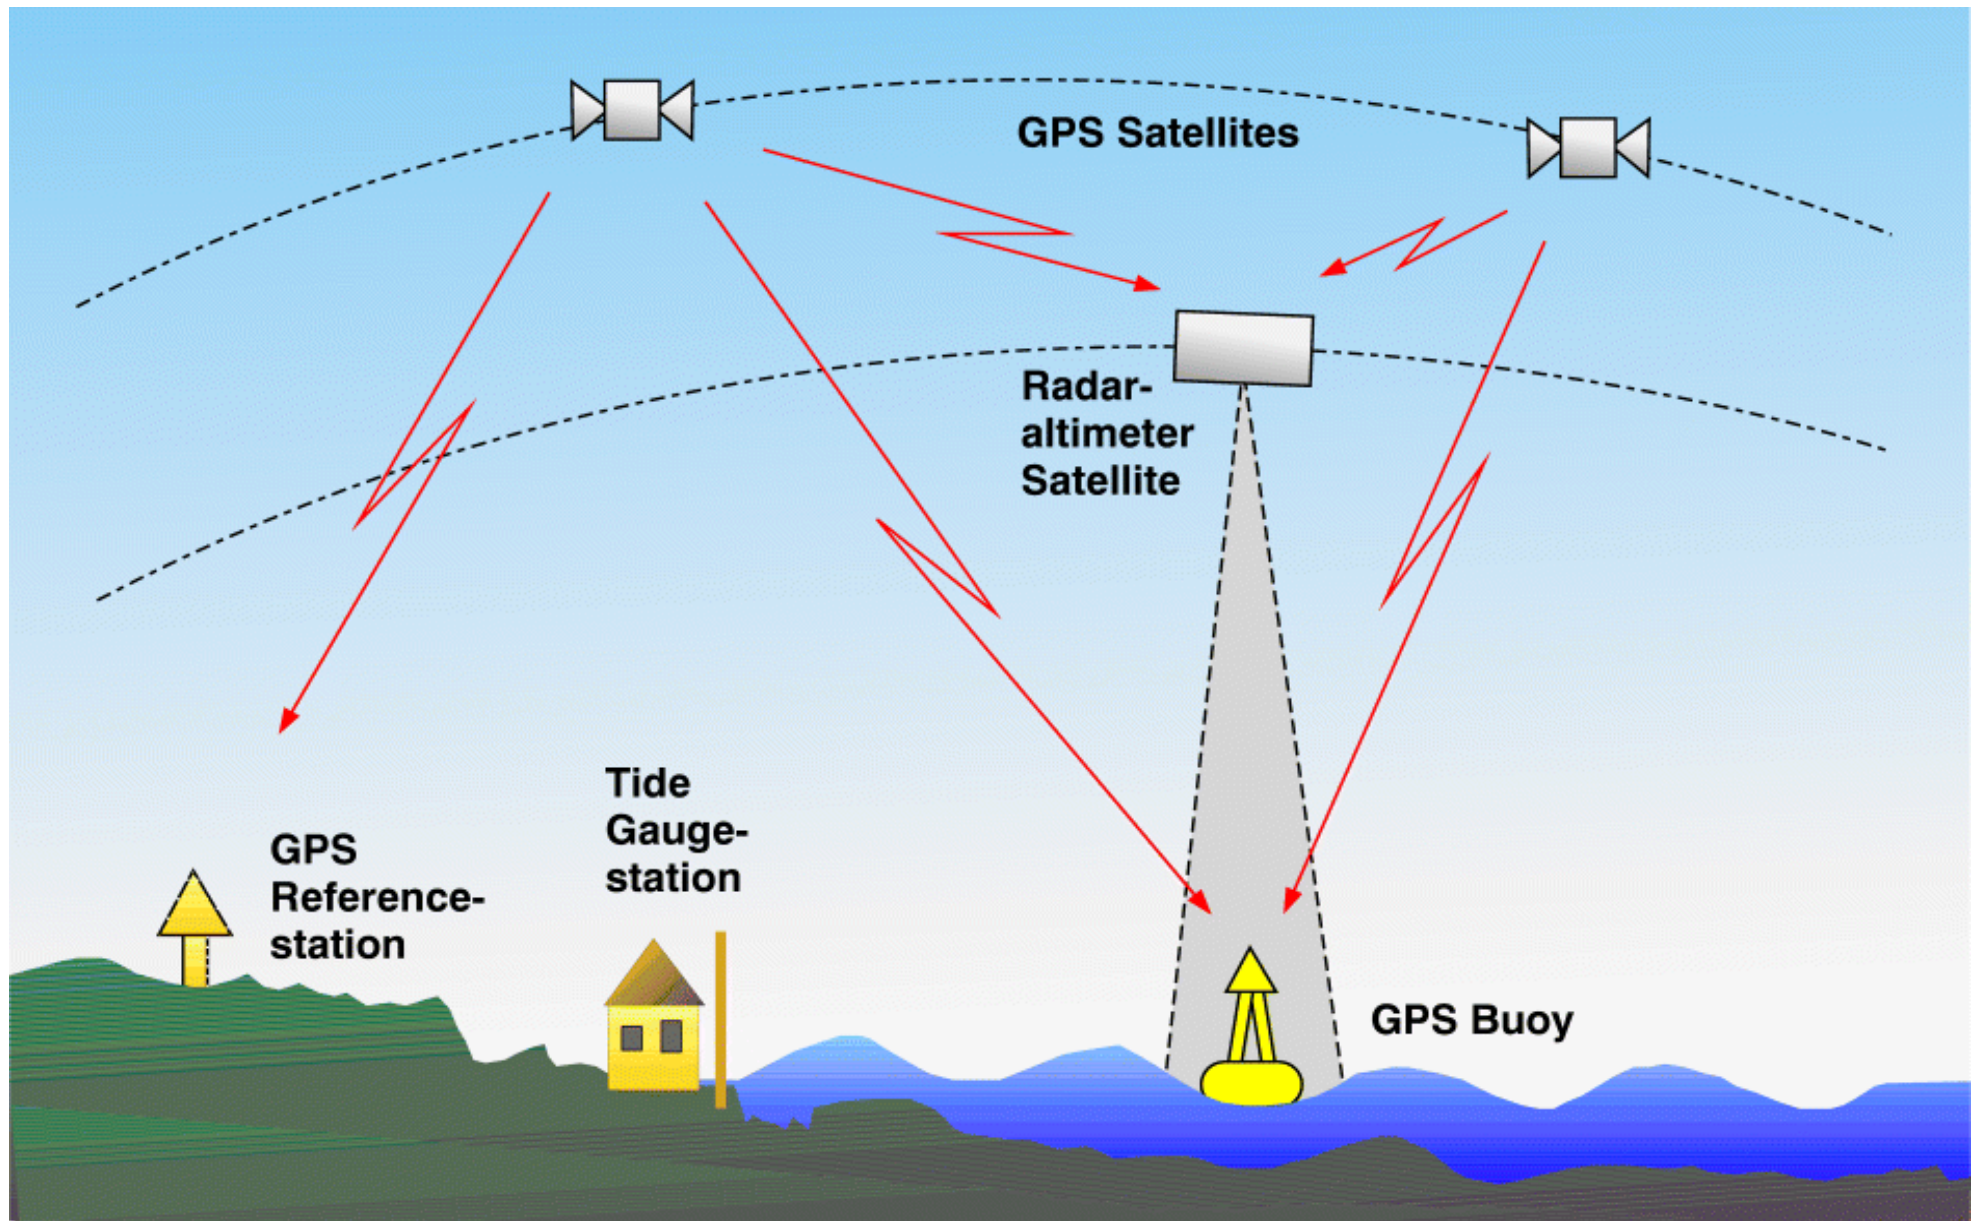 GPS Satellites
Radar-
altimeter
Satellite
Tide
Gauge-
station
GPS
Reference-
station
GPS Buoy